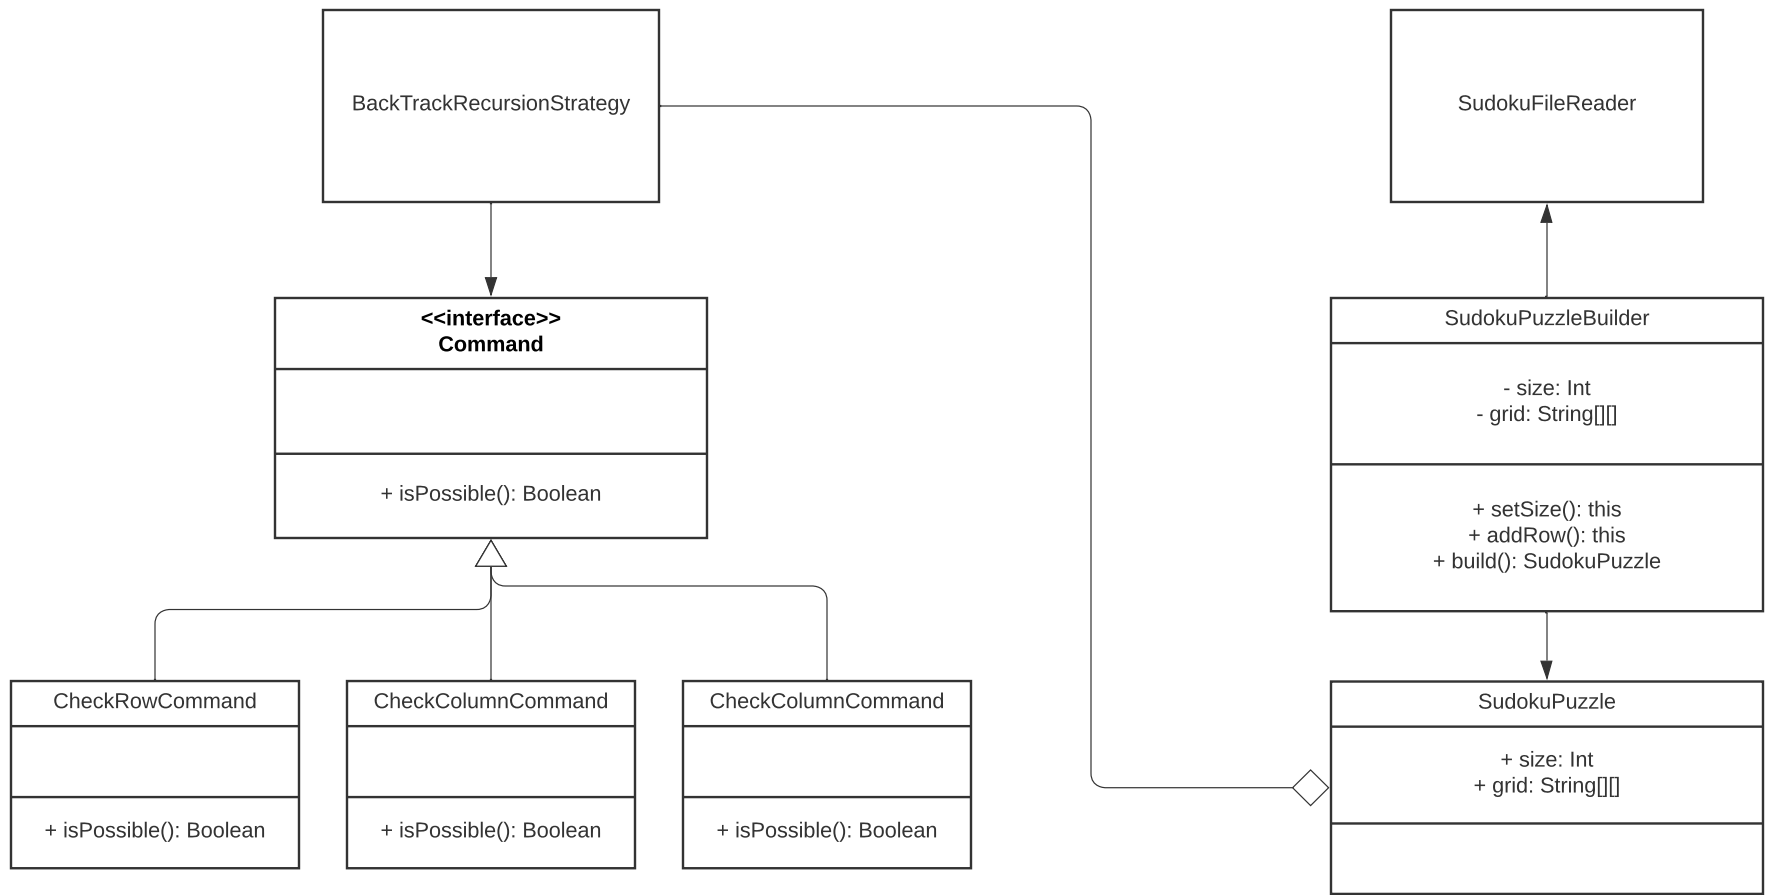 BackTrackRecursionStrategy
SudokuFileReader
<<interface>>
Command
+ isPossible(): Boolean
SudokuPuzzleBuilder
- size: Int
- grid: String[][]
+ setSize(): this
+ addRow(): this
+ build(): SudokuPuzzle
CheckRowCommand
+ isPossible(): Boolean
CheckColumnCommand
+ isPossible(): Boolean
CheckColumnCommand
+ isPossible(): Boolean
SudokuPuzzle
+ size: Int
+ grid: String[][]